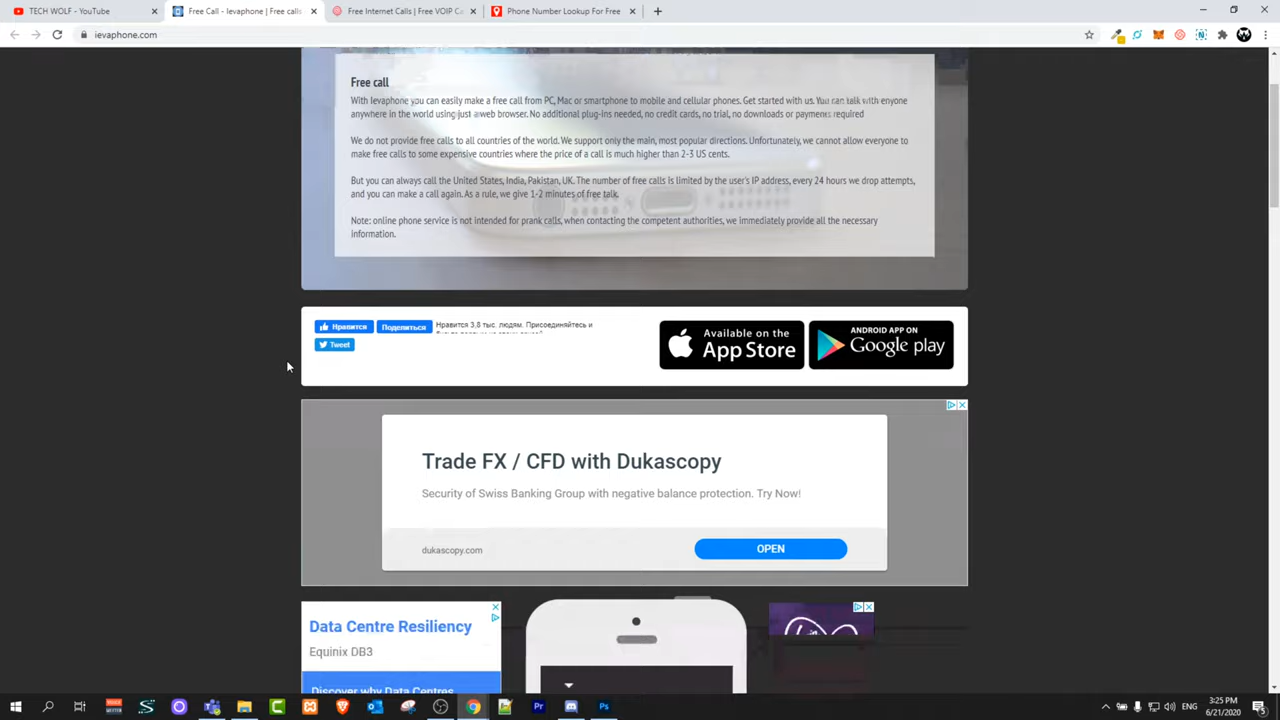 TECH WOLF - YouTube
Free Call - Ievaphone | Free calls
Free Internet Calls | Free VOIP Ca
Phone Number Lookup For Free
ievaphone.com
Free call
With Ievaphone you can easily make a free call from PC, Mac or smartphone to mobile and cellular phones. Get started with us. You can talk with enyone
anywhere in the world using just a web browser. No additional plug-ins needed, no credit cards, no trial, no downloads or payments required
We do not provide free calls to all countries of the world. We support only the main, most popular directions. Unfortunately, we cannot allow everyone to
make free calls to some expensive countries where the price of a call is much higher than 2-3 US cents.
But you can always call the United States, India, Pakistan, UK. The number of free calls is limited by the user's IP address, every 24 hours we drop attempts,
and you can make a call again. As a rule, we give 1-2 minutes of free talk.
Note: online phone service is not intended for prank calls, when contacting the competent authorities, we immediately provide all the necessary
information.
Нравится
Поделиться
Нравится 3,8 тыс. людям. Присоединяйтесь и
Tweet
Available on the
App Store
ANDROID APP ON
Google play
Trade FX / CFD with Dukascopy
Security of Swiss Banking Group with negative balance protection. Try Now!
dukascopy.com
OPEN
Data Centre Resiliency
Equinix DB3
Discover why Data Centres
ENG
3:25 PM
6/21/2020